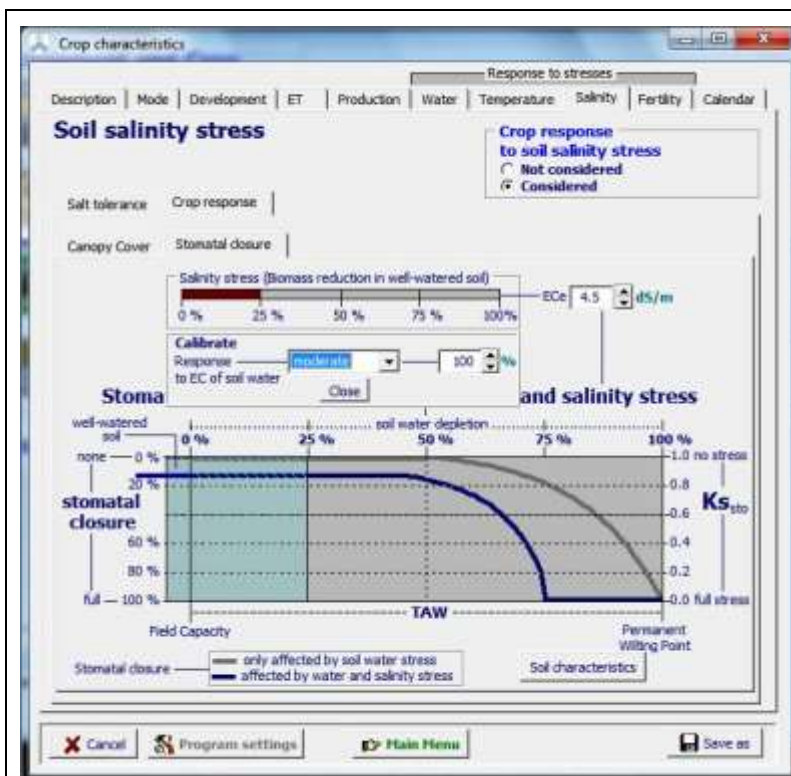 Crop characteristics
Response to stresses
Description Mode Development ET Production Water Temperature Salinity Fertility Calendar
Soil salinity stress
Crop response
to soil salinity stress
Not considered
Considered
Salt tolerance Crop response
Canopy Cover Stomatal closure
Salinity stress (Biomass reduction in well-watered soil)
0 % 25 % 50 % 75 % 100%
ECe 4.5 dS/m
Calibrate
Response moderate 100 %
to EC of soil water
Close
Stoma and salinity stress
well-watered
soil
soil water depletion
0 % 25 % 50 % 75 % 100 %
none 0 % 1.0 no stress
20 % 0.8
stomatal
closure
Ks sto
0.6
60 % 0.4
80 % 0.2
full 100 % 0.0 full stress
TAW
Field Capacity
Permanent
Wilting Point
Stomatal closure
only affected by soil water stress
affected by water and salinity stress
Soil characteristics
Cancel Program settings Main Menu Save as